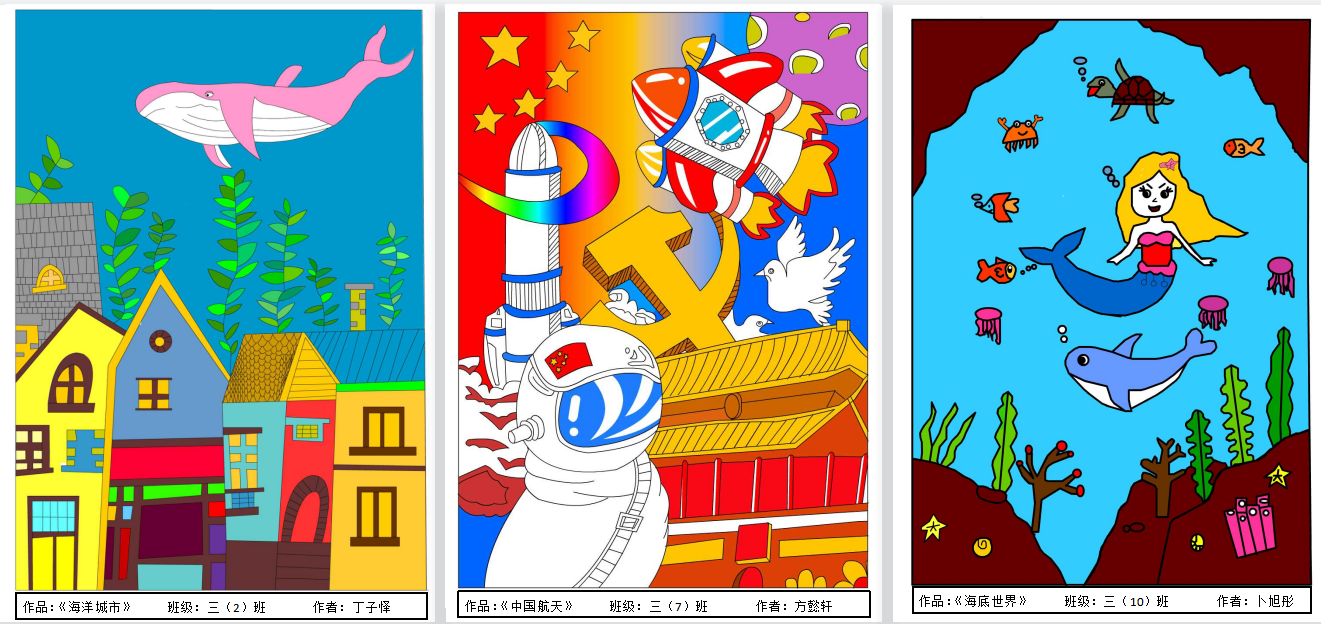 作品：《海洋城市》 班级：三（2）班 作者：丁子怿
作品：《中国航天》 班级：三（7）班 作者：方懿轩
作品：《海底世界》 班级：三（10）班 作者：卜旭彤